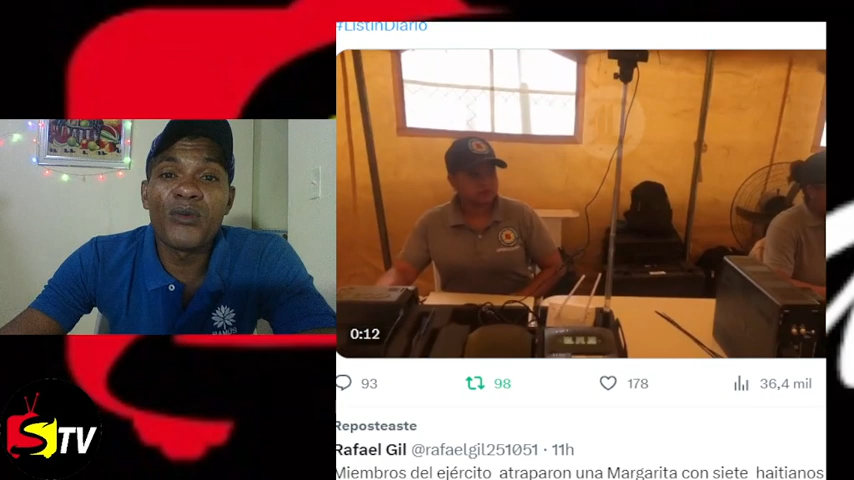 #ListinDiario
0:12
93
98
178
36,4 mil
Reposteaste
Rafael Gil @rafaelgil251051 · 11h
Miembros del ejército atraparon una Margarita con siete haitianos
RAMOS
STV